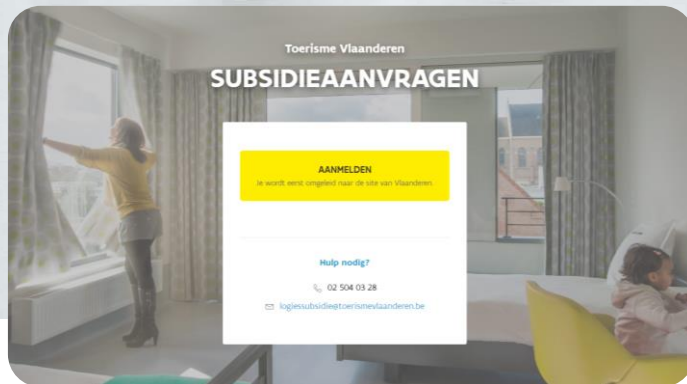 Toerisme Vlaanderen
SUBSIDIEAANVRAGEN
AANMELDEN
Je wordt eerst omgeleid naar de site van Vlaanderen
Hulp nodig?
02 504 03 28
logiessubsidie@toerismevlaanderen.be